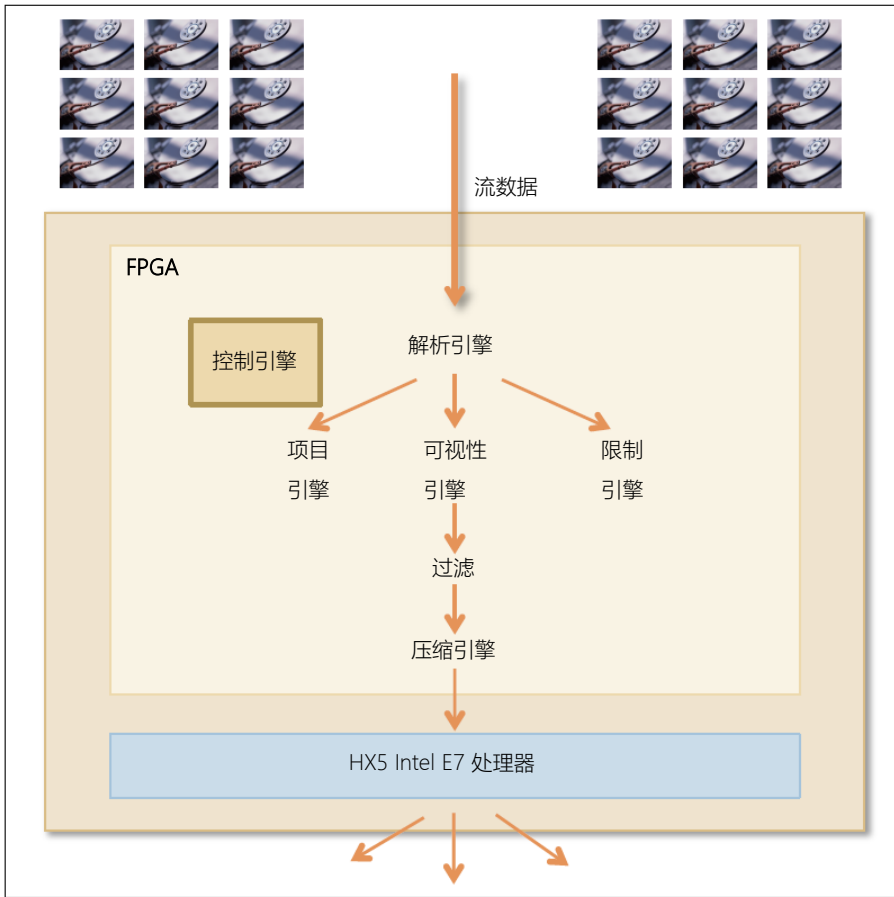 流数据
FPGA
控制引擎
解析引擎
项目
引擎
可视性
引擎
限制
引擎
过滤
压缩引擎
HX5 Intel E7 处理器